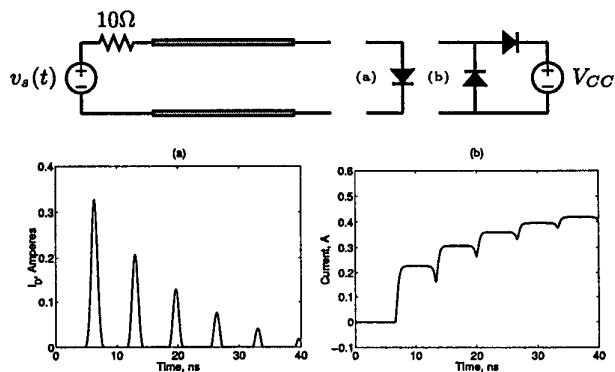 10Ω
v_s(t)
+
-
(a)
(b)
+
-
V_CC
(a)
0.4
0.3
0.2
0.1
0
I_D, Amperes
0
10
20
30
40
Time, ns
(b)
0.6
0.5
0.4
0.3
0.2
0.1
0
-0.1
Current, A
0
10
20
30
40
Time, ns